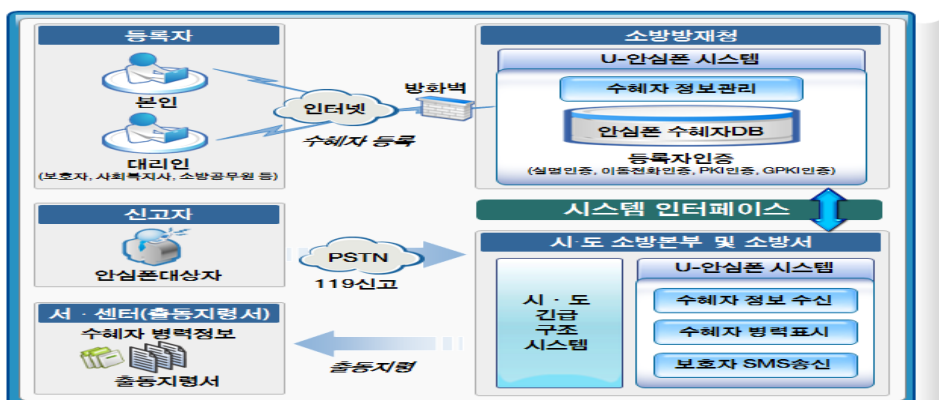 등록자
본인
대리인
(보호자, 사회복지사, 소방공무원 등)
인터넷
수혜자 등록
방화벽
소방방재청
U-안심폰 시스템
수혜자 정보관리
안심폰 수혜자DB
등록자인증
(실명인증, 이동전화인증, PKI인증, GPKI인증)
시스템 인터페이스
신고자
안심폰대상자
PSTN
119신고
시·도 소방본부 및 소방서
시 · 도
긴급
구조
시스템
U-안심폰 시스템
수혜자 정보 수신
수혜자 병력표시
보호자 SMS송신
서 · 센터(출동지령서)
수혜자 병력정보
출동지령서
출동지령